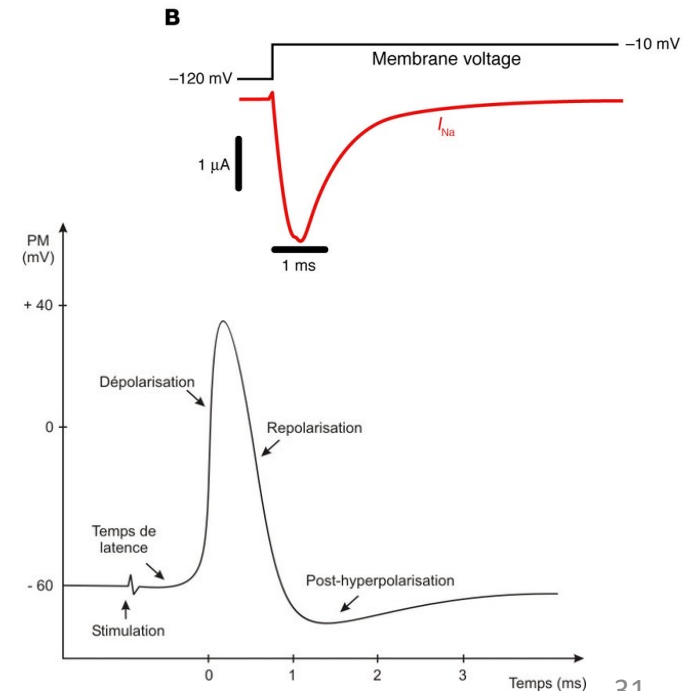 B
−10 mV
Membrane voltage
−120 mV
INa
1 µA
1 ms
PM
(mV)
+ 40
Dépolarisation
0
Repolarisation
Temps de
latence
- 60
Post-hyperpolarisation
Stimulation
0
1
2
3
Temps (ms)